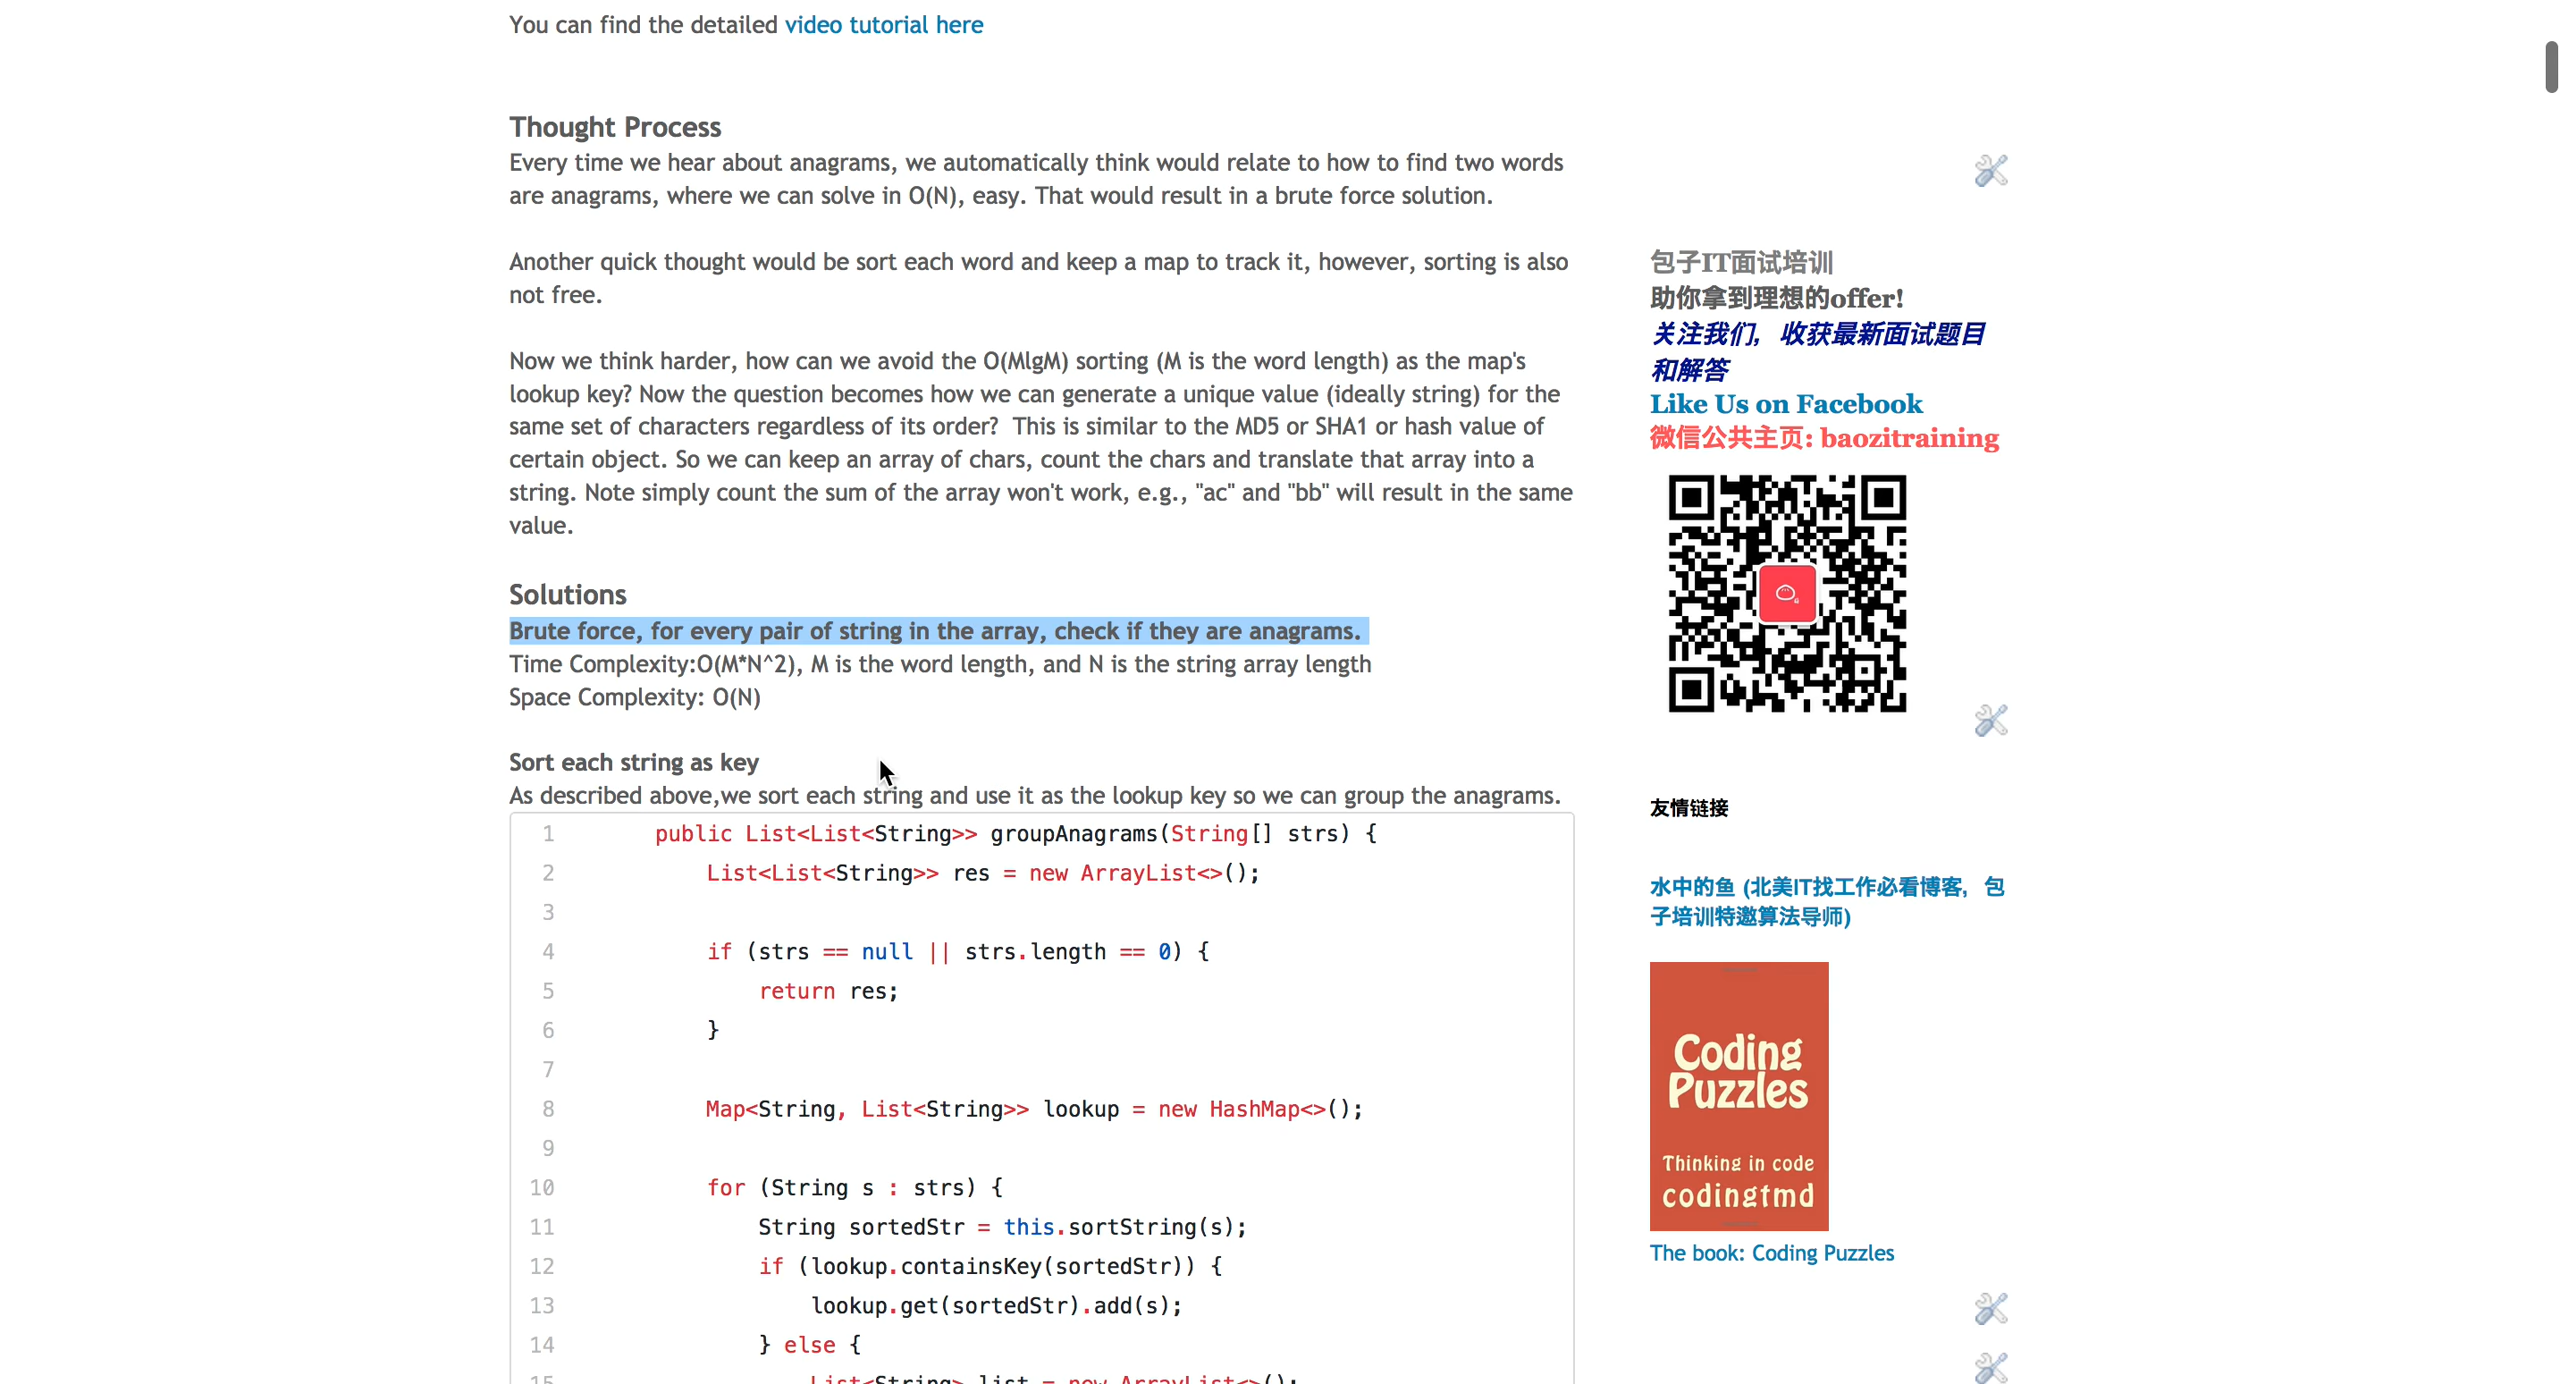 You can find the detailed video tutorial here
Thought Process
Every time we hear about anagrams, we automatically think would relate to how to find two words
are anagrams, where we can solve in O(N), easy. That would result in a brute force solution.
Another quick thought would be sort each word and keep a map to track it, however, sorting is also
not free.
Now we think harder, how can we avoid the O(MlgM) sorting (M is the word length) as the map's
lookup key? Now the question becomes how we can generate a unique value (ideally string) for the
same set of characters regardless of its order?  This is similar to the MD5 or SHA1 or hash value of
certain object. So we can keep an array of chars, count the chars and translate that array into a
string. Note simply count the sum of the array won't work, e.g., "ac" and "bb" will result in the same
value.
Solutions
Brute force, for every pair of string in the array, check if they are anagrams.
Time Complexity:O(M*N^2), M is the word length, and N is the string array length
Space Complexity: O(N)
Sort each string as key
As described above,we sort each string and use it as the lookup key so we can group the anagrams.
1 public List<List<String>> groupAnagrams(String[] strs) {
2 List<List<String>> res = new ArrayList<>();
3
4 if (strs == null || strs.length == 0) {
5 return res;
6 }
7
8 Map<String, List<String>> lookup = new HashMap<>();
9
10 for (String s : strs) {
11 String sortedStr = this.sortString(s);
12 if (lookup.containsKey(sortedStr)) {
13 lookup.get(sortedStr).add(s);
14 } else {
15 List<String> list = new ArrayList<>();
包子IT面试培训
助你拿到理想的offer!
关注我们，收获最新面试题目
和解答
Like Us on Facebook
微信公共主页: baozitraining
友情链接
水中的鱼 (北美IT找工作必看博客，包
子培训特邀算法导师)
Coding
Puzzles
Thinking in code
codingtmd
The book: Coding Puzzles